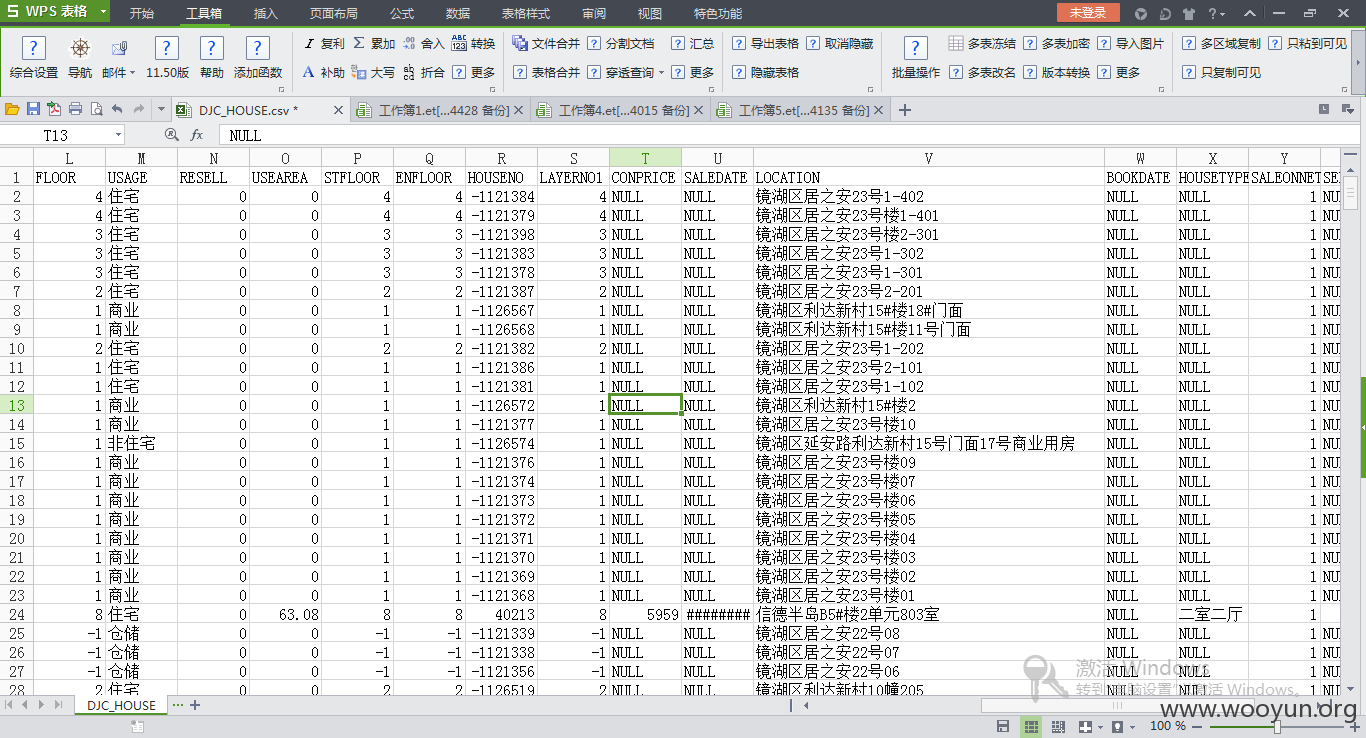 S WPS 表格 开始 工具箱 插入 页面布局 公式 数据 表格样式 审阅 视图 特色功能 未登录
I 复利 Σ 累加 舍入 转换 文件合并 分割文档 汇总 导出表格 取消隐藏 多表冻结 多表加密 导入图片 多区域复制 只粘到可见
综合设置 导航 邮件 11.50版 帮助 添加函数 A 补助 大写 折合 更多 表格合并 穿透查询 更多 隐藏表格 批量操作 多表改名 版本转换 更多 只复制可见
DJC_HOUSE.csv * 工作簿1.et[...4428 备份] 工作簿4.et[...4015 备份] 工作簿5.et[...4135 备份]
T13 fx NULL
L M N O P Q R S T U V W X Y
1 FLOOR USAGE RESELL USEAREA STFLOOR ENFLOOR HOUSENO LAYERNO1 CONPRICE SALEDATE LOCATION BOOKDATE HOUSETYPE SALEONNET SE
2 4 住宅 0 0 4 4 -1121384 4 NULL NULL 镜湖区居之安23号1-402 NULL NULL 1 NU
3 4 住宅 0 0 4 4 -1121379 4 NULL NULL 镜湖区居之安23号楼1-401 NULL NULL 1 NU
4 3 住宅 0 0 3 3 -1121398 3 NULL NULL 镜湖区居之安23号楼2-301 NULL NULL 1 NU
5 3 住宅 0 0 3 3 -1121383 3 NULL NULL 镜湖区居之安23号1-302 NULL NULL 1 NU
6 3 住宅 0 0 3 3 -1121378 3 NULL NULL 镜湖区居之安23号1-301 NULL NULL 1 NU
7 2 住宅 0 0 2 2 -1121387 2 NULL NULL 镜湖区居之安23号2-201 NULL NULL 1 NU
8 1 商业 0 0 1 1 -1126567 1 NULL NULL 镜湖区利达新村15#楼18#门面 NULL NULL 1 NU
9 1 商业 0 0 1 1 -1126568 1 NULL NULL 镜湖区利达新村15#楼11号门面 NULL NULL 1 NU
10 2 住宅 0 0 2 2 -1121382 2 NULL NULL 镜湖区居之安23号1-202 NULL NULL 1 NU
11 1 住宅 0 0 1 1 -1121386 1 NULL NULL 镜湖区居之安23号2-101 NULL NULL 1 NU
12 1 住宅 0 0 1 1 -1121381 1 NULL NULL 镜湖区居之安23号1-102 NULL NULL 1 NU
13 1 商业 0 0 1 1 -1126572 1 NULL NULL 镜湖区利达新村15#楼2 NULL NULL 1 NU
14 1 商业 0 0 1 1 -1121377 1 NULL NULL 镜湖区居之安23号楼10 NULL NULL 1 NU
15 1 非住宅 0 0 1 1 -1126574 1 NULL NULL 镜湖区延安路利达新村15号门面17号商业用房 NULL NULL 1 NU
16 1 商业 0 0 1 1 -1121376 1 NULL NULL 镜湖区居之安23号楼09 NULL NULL 1 NU
17 1 商业 0 0 1 1 -1121374 1 NULL NULL 镜湖区居之安23号楼07 NULL NULL 1 NU
18 1 商业 0 0 1 1 -1121373 1 NULL NULL 镜湖区居之安23号楼06 NULL NULL 1 NU
19 1 商业 0 0 1 1 -1121372 1 NULL NULL 镜湖区居之安23号楼05 NULL NULL 1 NU
20 1 商业 0 0 1 1 -1121371 1 NULL NULL 镜湖区居之安23号楼04 NULL NULL 1 NU
21 1 商业 0 0 1 1 -1121370 1 NULL NULL 镜湖区居之安23号楼03 NULL NULL 1 NU
22 1 商业 0 0 1 1 -1121369 1 NULL NULL 镜湖区居之安23号楼02 NULL NULL 1 NU
23 1 商业 0 0 1 1 -1121368 1 NULL NULL 镜湖区居之安23号楼01 NULL NULL 1 NU
24 8 住宅 0 63.08 8 8 40213 8 5959 ######## 信德半岛B5#楼2单元803室 NULL 二室二厅 1
25 -1 仓储 0 0 -1 -1 -1121339 -1 NULL NULL 镜湖区居之安22号08 NULL NULL 1 NU
26 -1 仓储 0 0 -1 -1 -1121338 -1 NULL NULL 镜湖区居之安22号07 NULL NULL 1 NU
27 -1 仓储 0 0 -1 -1 -1121356 -1 NULL NULL 镜湖区居之安22号06 NULL NULL 1 NU
28 2 住宅 0 0 2 2 -1126519 2 NULL NULL 镜湖区利达新村10幢205 NULL NULL 1 NU
激活 Windows
转到"电脑设置"以激活 Windows。
DJC_HOUSE ···
www.wooyun.org
100 %